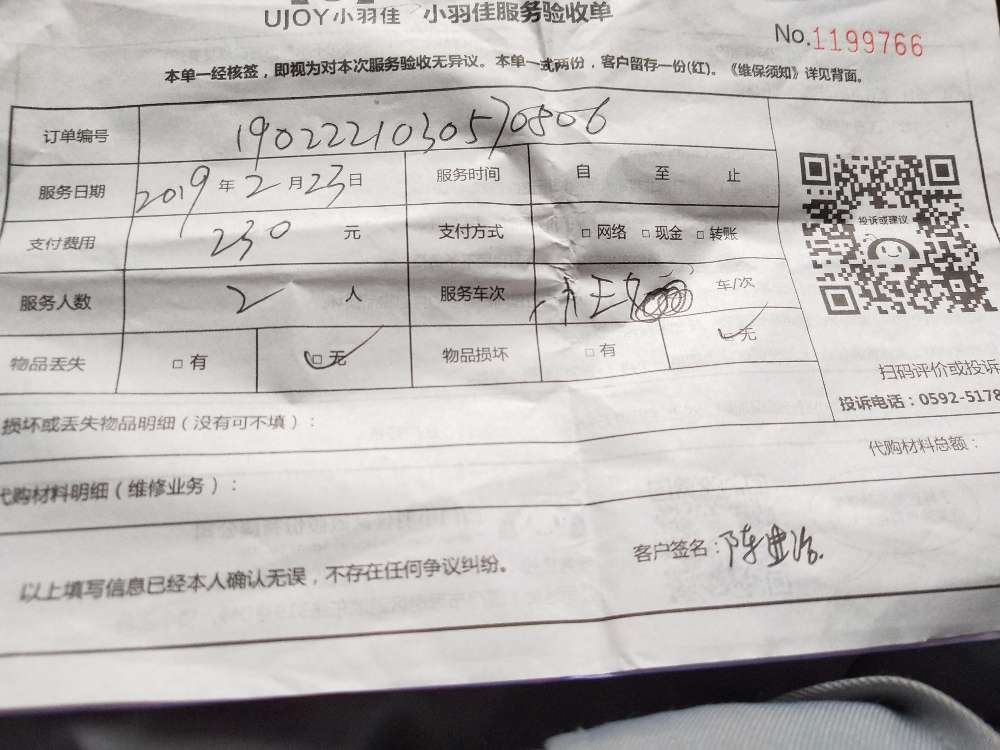 UJOY小羽佳 小羽佳服务验收单
No.1199766
本单一经核签，即视为对本次服务验收无异议。本单一式两份，客户留存一份(红)。《维保须知》详见背面。
订单编号 190222103057 0806
服务日期 2019年2月23日 服务时间 自 至 止
支付费用 230 元 支付方式 □ 网络 □ 现金 □ 转账
投诉或建议
服务人数 2 人 服务车次 车/次
物品丢失 □ 有 □ 无 物品损坏 □ 有 无
扫码评价或投诉
投诉电话：0592-5178
损坏或丢失物品明细（没有可不填）：
代购材料总额：
代购材料明细（维修业务）：
以上填写信息已经本人确认无误，不存在任何争议纠纷。
客户签名：陈